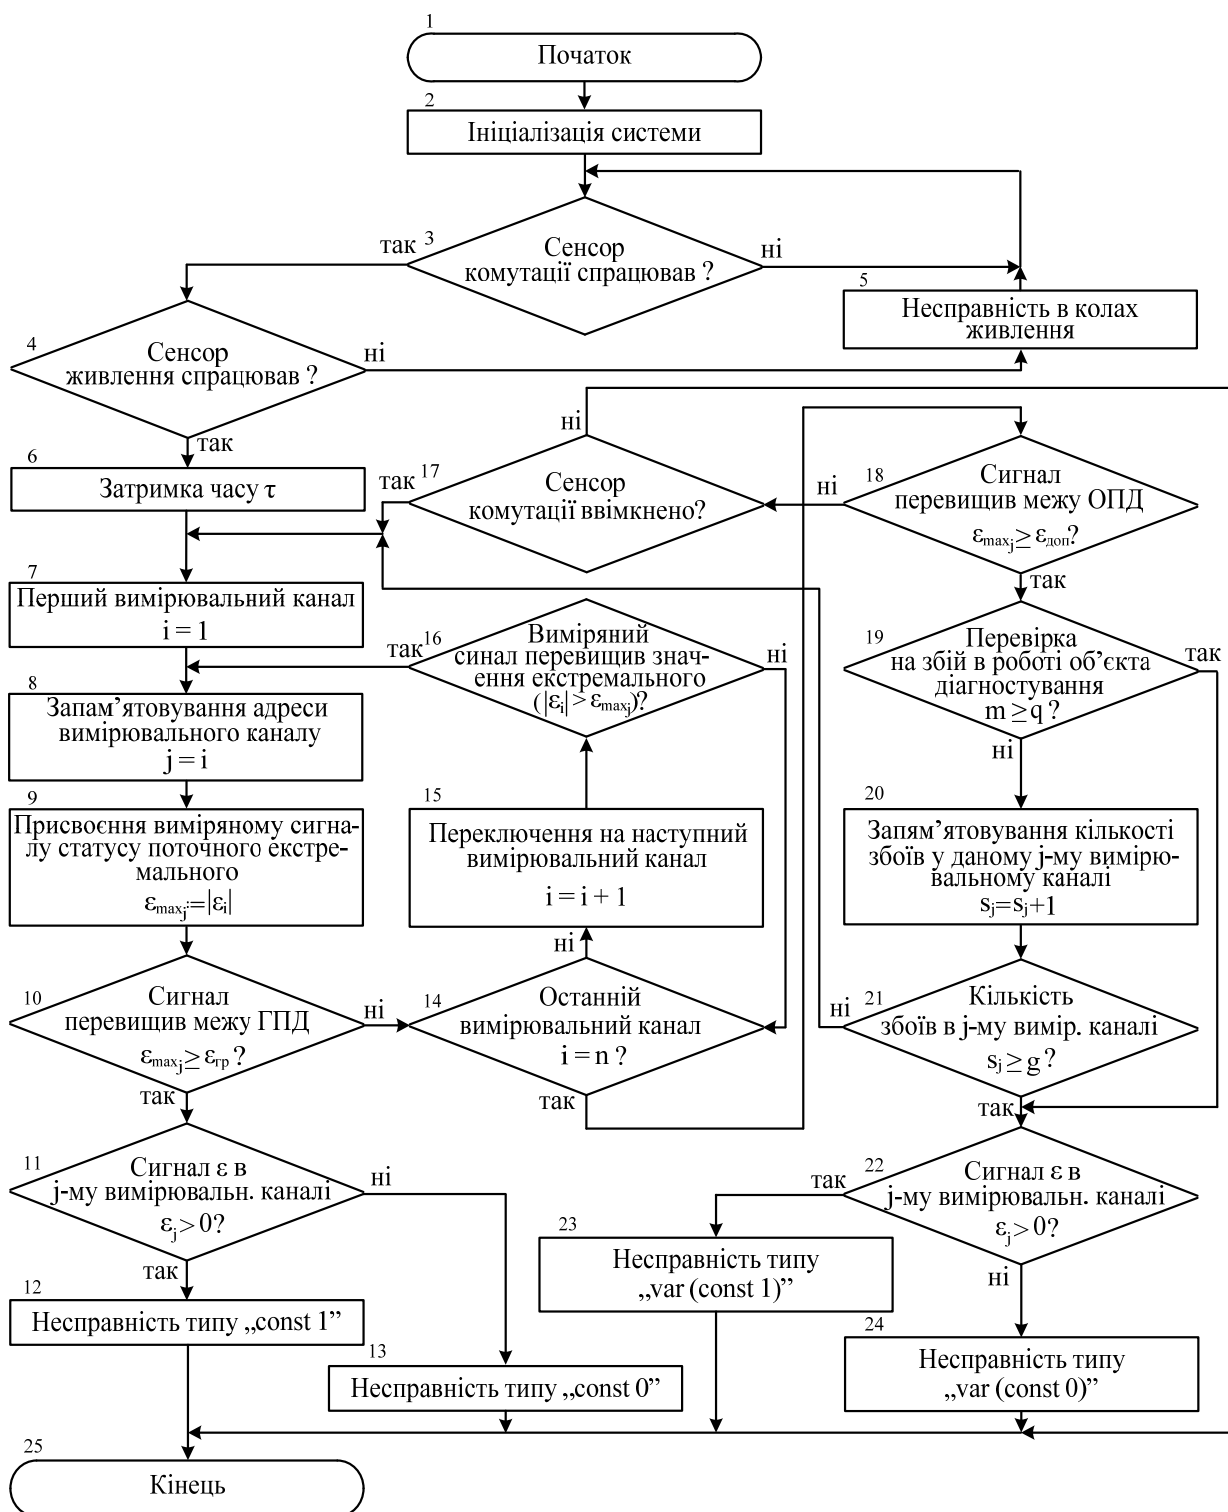 1
Початок
2
Ініціалізація системи
3
так
Сенсор
комутації спрацював ?
ні
4
Сенсор
живлення спрацював ?
ні
так
5
Несправність в колах
живлення
6
Затримка часу τ
7
Перший вимірювальний канал
i = 1
8
Запам’ятовування адреси
вимірювального каналу
j = i
9
Присвоєння виміряному сигна-
лу статусу поточного екстре-
мального
εmaxj=|εi|
10
Сигнал
перевищив межу ГПД
εmaxj ≥ εгр ?
ні
так
11
Сигнал ε в
j-му вимірювальн. каналі
εj > 0?
ні
так
12
Несправність типу „const 1”
13
Несправність типу „const 0”
14
Останній
вимірювальний канал
i = n ?
ні
так
15
Переключення на наступний
вимірювальний канал
i = i + 1
16
так
Виміряний
синал перевищив знач-
ення екстремального
(|εi| > εmaxj)?
ні
17
так
ні
Сенсор
комутації ввімкнено?
18
ні
Сигнал
перевищив межу ОПД
εmaxj ≥ εдоп?
так
19
Перевірка
на збій в роботі об’єкта
діагностування
m ≥ q ?
так
ні
20
Запям’ятовування кількості
збоїв у даному j-му вимірю-
вальному каналі
sj=sj+1
21
ні
Кількість
збоїв в j-му вимір. каналі
sj ≥ g ?
так
22
так
Сигнал ε в
j-му вимірювальн. каналі
εj > 0?
ні
23
Несправність типу
„var (const 1)”
24
Несправність типу
„var (const 0)”
25
Кінець